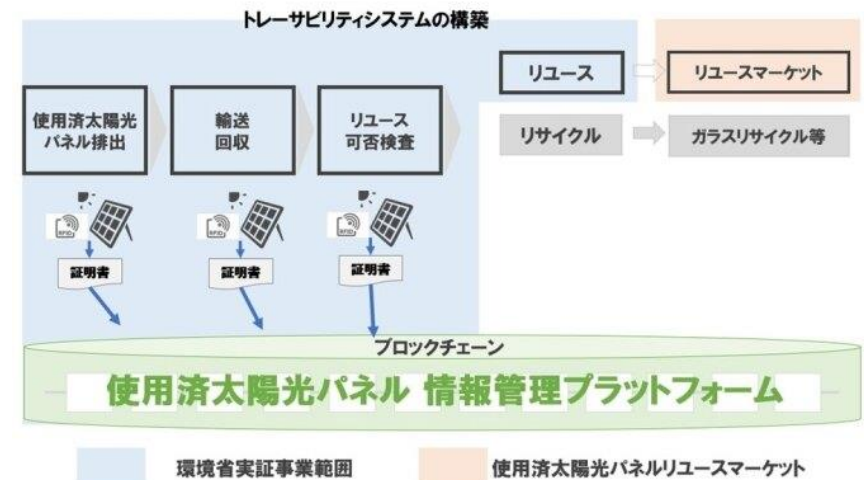 トレーサビリティシステムの構築
リユース
リユースマーケット
使用済太陽光
パネル排出
輸送
回収
リユース
可否検査
リサイクル
ガラスリサイクル等
RFID
RFID
RFID
証明書
証明書
証明書
ブロックチェーン
使用済太陽光パネル 情報管理プラットフォーム
環境省実証事業範囲
使用済太陽光パネルリユースマーケット